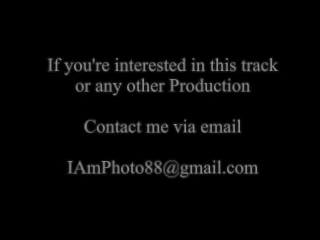 If you're interested in this track
or any other Production
Contact me via email
IAmPhoto88@gmail.com